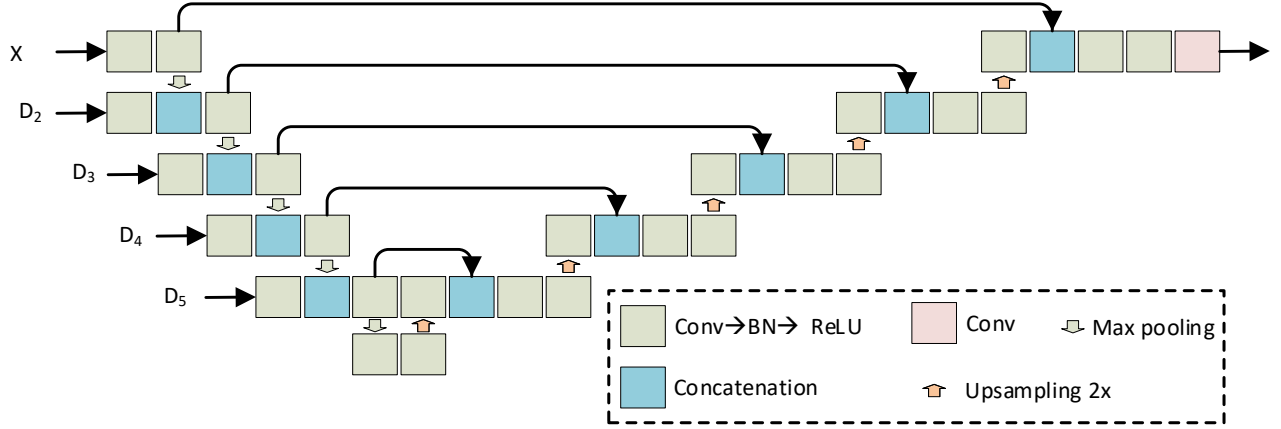 X
D₂
D₃
D₄
D₅
Conv→BN→ ReLU
Conv
Max pooling
Concatenation
Upsampling 2x